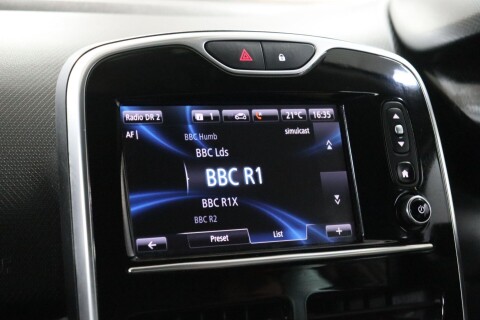 Radio DR 2 1 21°C 16:35
AF BBC Humb simulcast
BBC Lds
BBC R1
BBC R1X
BBC R2
Preset List +